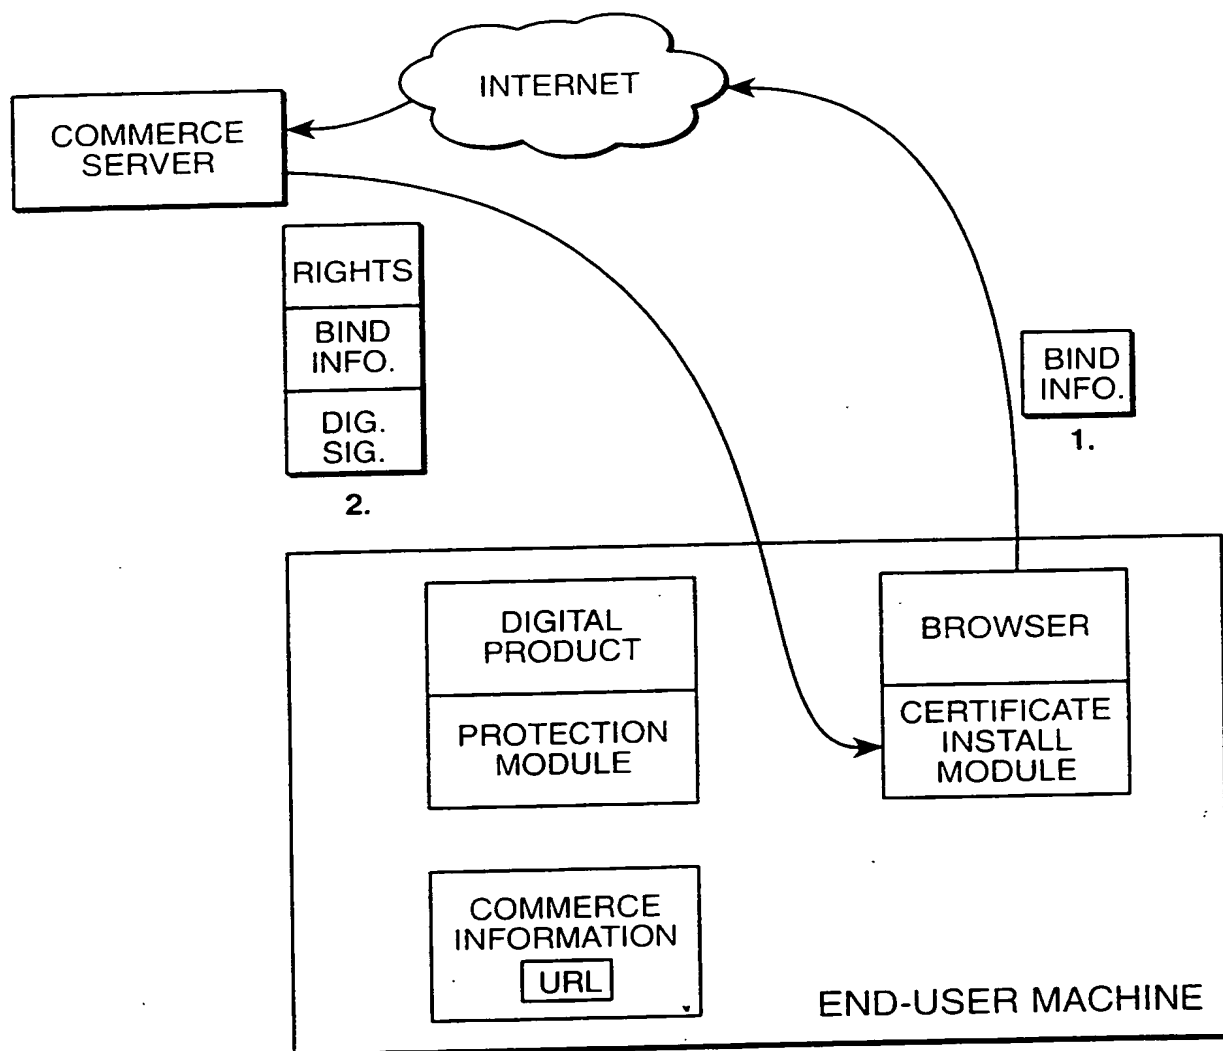 INTERNET
COMMERCE
SERVER
RIGHTS
BIND
INFO.
DIG.
SIG.
2.
BIND
INFO.
1.
DIGITAL
PRODUCT
PROTECTION
MODULE
BROWSER
CERTIFICATE
INSTALL
MODULE
COMMERCE
INFORMATION
URL
END-USER MACHINE